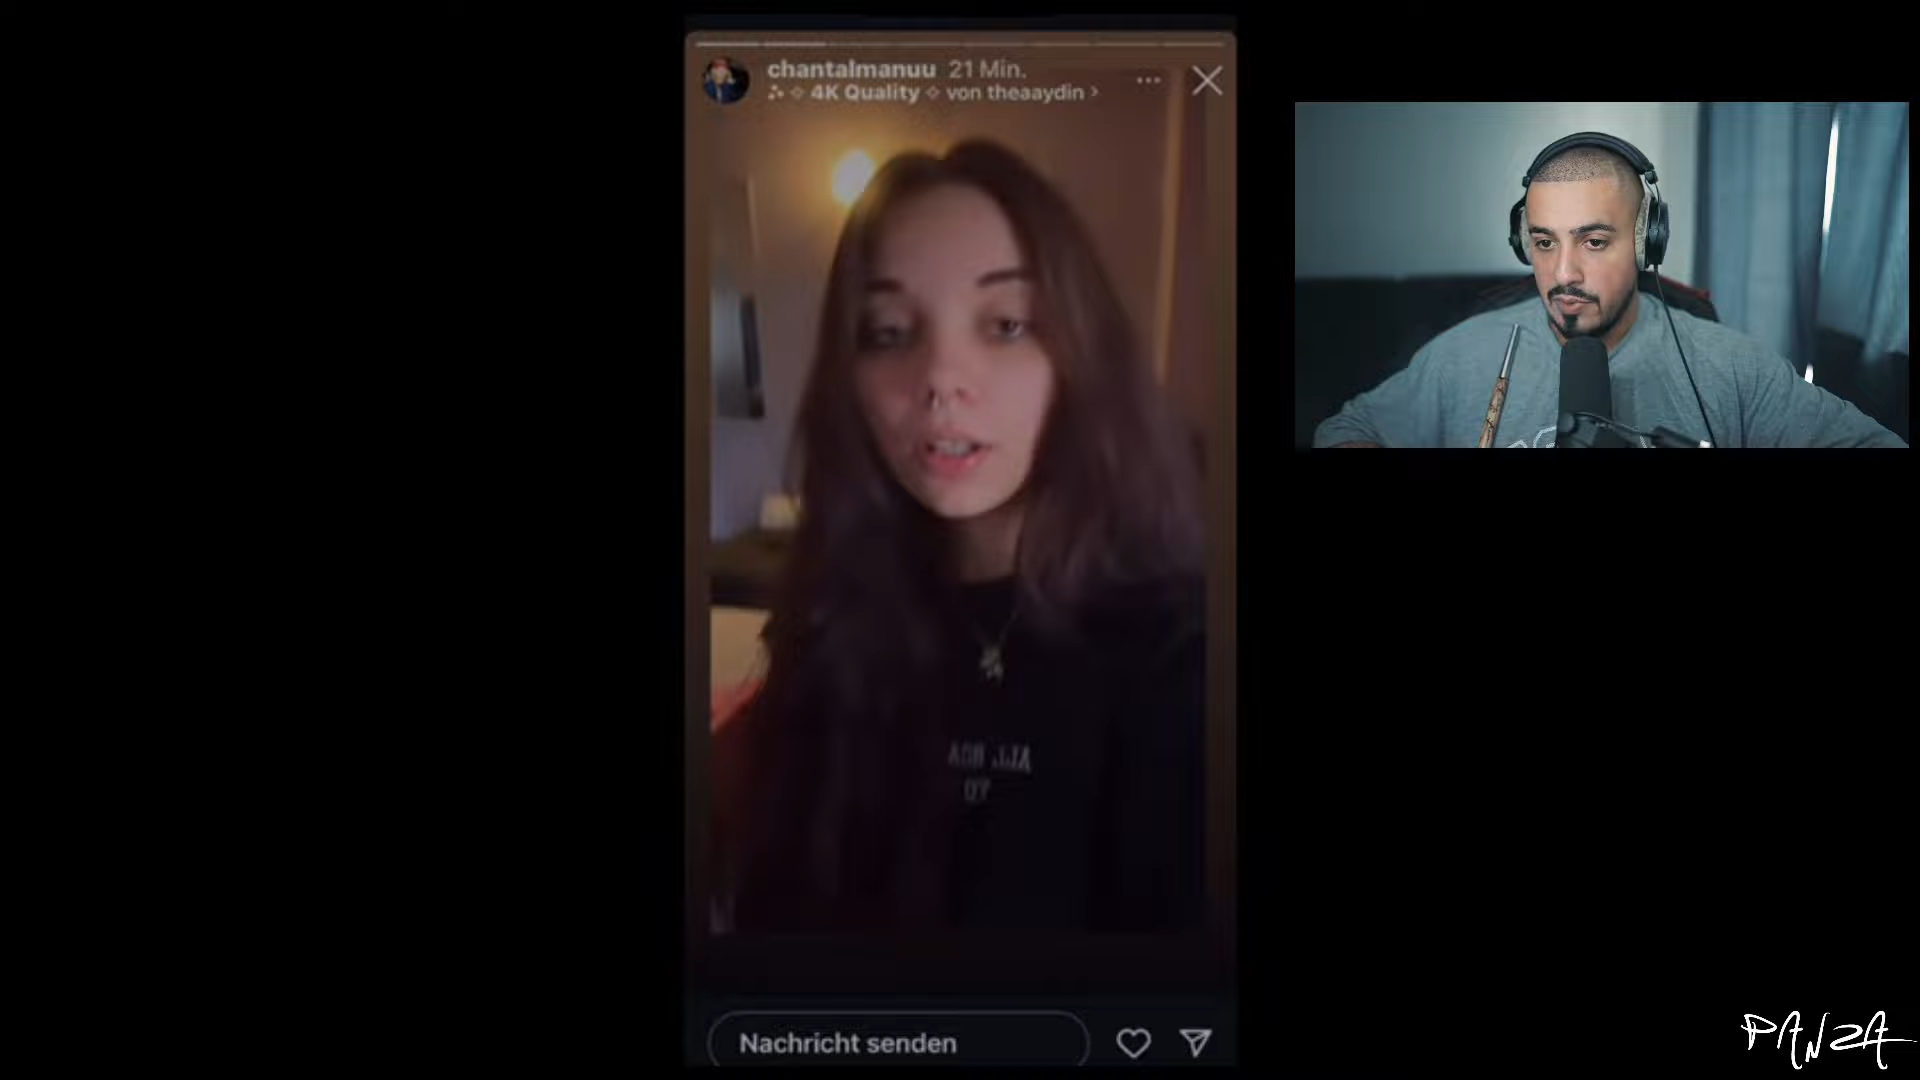 chantalmanuu 21 Min.
4K Quality von theaaydin
Nachricht senden
PANZA